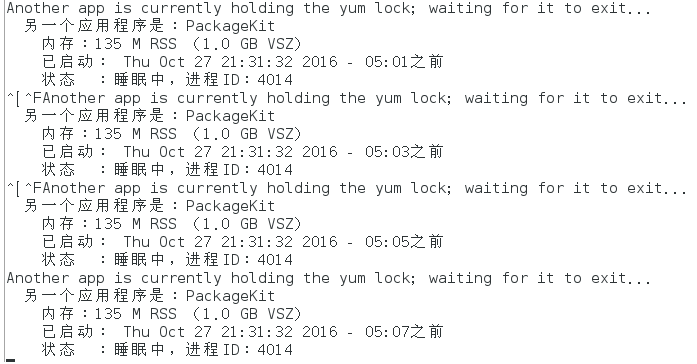 Another app is currently holding the yum lock; waiting for it to exit...
另一个应用程序是：PackageKit
内存：135 M RSS （1.0 GB VSZ）
已启动： Thu Oct 27 21:31:32 2016 - 05:01之前
状态 ：睡眠中，进程ID：4014
^[^FAnother app is currently holding the yum lock; waiting for it to exit...
另一个应用程序是：PackageKit
内存：135 M RSS （1.0 GB VSZ）
已启动： Thu Oct 27 21:31:32 2016 - 05:03之前
状态 ：睡眠中，进程ID：4014
^[^FAnother app is currently holding the yum lock; waiting for it to exit...
另一个应用程序是：PackageKit
内存：135 M RSS （1.0 GB VSZ）
已启动： Thu Oct 27 21:31:32 2016 - 05:05之前
状态 ：睡眠中，进程ID：4014
Another app is currently holding the yum lock; waiting for it to exit...
另一个应用程序是：PackageKit
内存：135 M RSS （1.0 GB VSZ）
已启动： Thu Oct 27 21:31:32 2016 - 05:07之前
状态 ：睡眠中，进程ID：4014